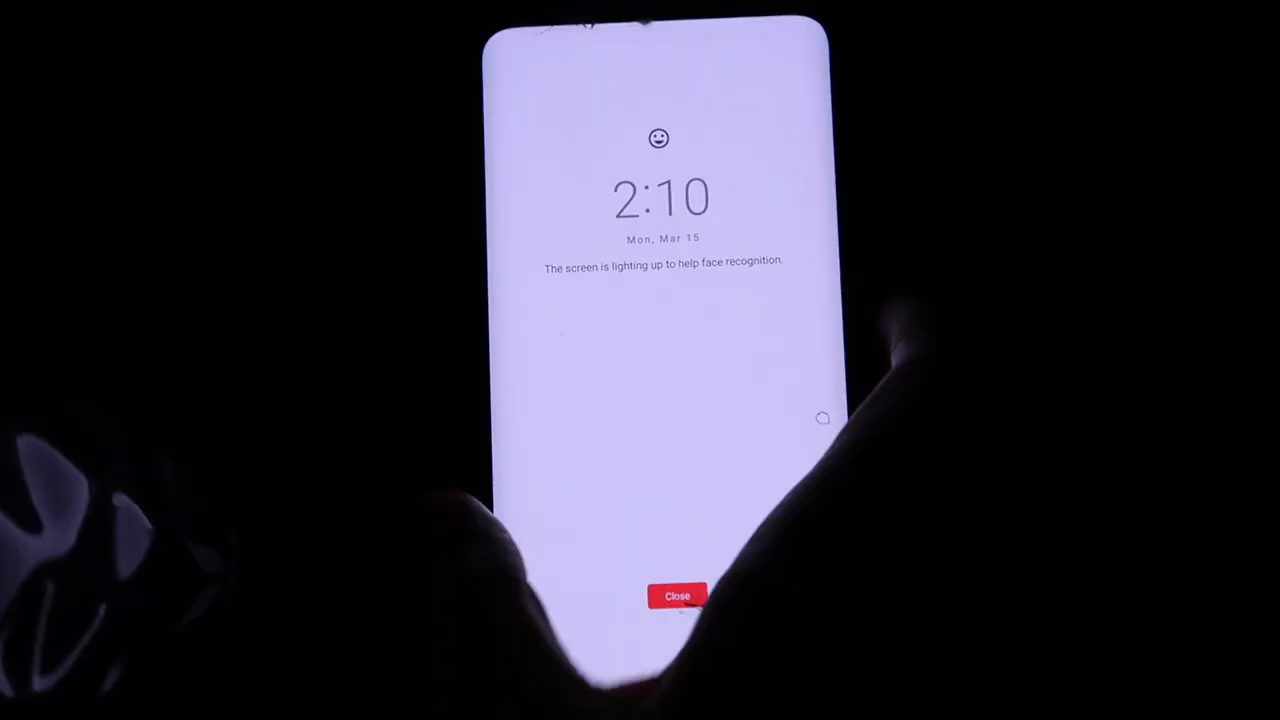 2:10
Mon, Mar 15
The screen is lighting up to help face recognition.
Close